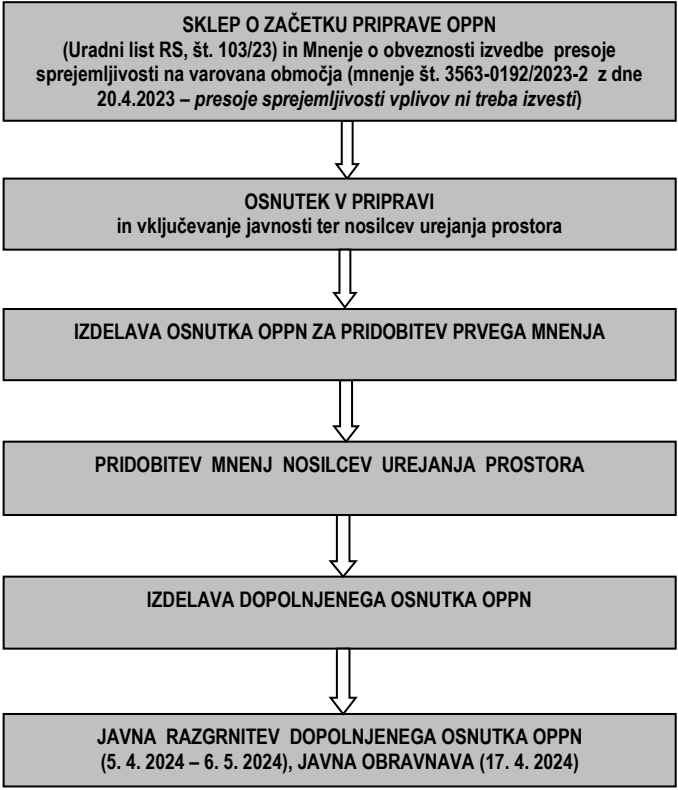 SKLEP O ZAČETKU PRIPRAVE OPPN
(Uradni list RS, št. 103/23) in Mnenje o obveznosti izvedbe presoje
sprejemljivosti na varovana območja (mnenje št. 3563-0192/2023-2 z dne
20.4.2023 – presoje sprejemljivosti vplivov ni treba izvesti)
OSNUTEK V PRIPRAVI
in vključevanje javnosti ter nosilcev urejanja prostora
IZDELAVA OSNUTKA OPPN ZA PRIDOBITEV PRVEGA MNENJA
PRIDOBITEV MNENJ NOSILCEV UREJANJA PROSTORA
IZDELAVA DOPOLNJENEGA OSNUTKA OPPN
JAVNA RAZGRNITEV DOPOLNJENEGA OSNUTKA OPPN
(5. 4. 2024 – 6. 5. 2024), JAVNA OBRAVNAVA (17. 4. 2024)